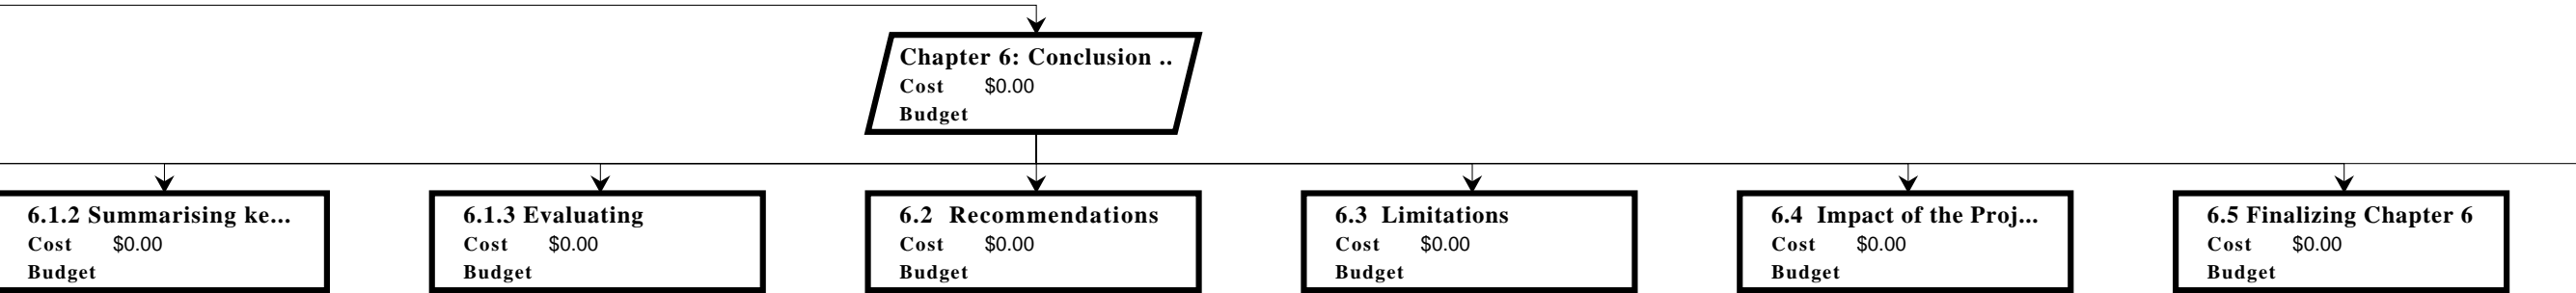 Chapter 6: Conclusion ..
Cost $0.00
Budget
6.1.2 Summarising ke...
Cost $0.00
Budget
6.1.3 Evaluating
Cost $0.00
Budget
6.2 Recommendations
Cost $0.00
Budget
6.3 Limitations
Cost $0.00
Budget
6.4 Impact of the Proj...
Cost $0.00
Budget
6.5 Finalizing Chapter 6
Cost $0.00
Budget